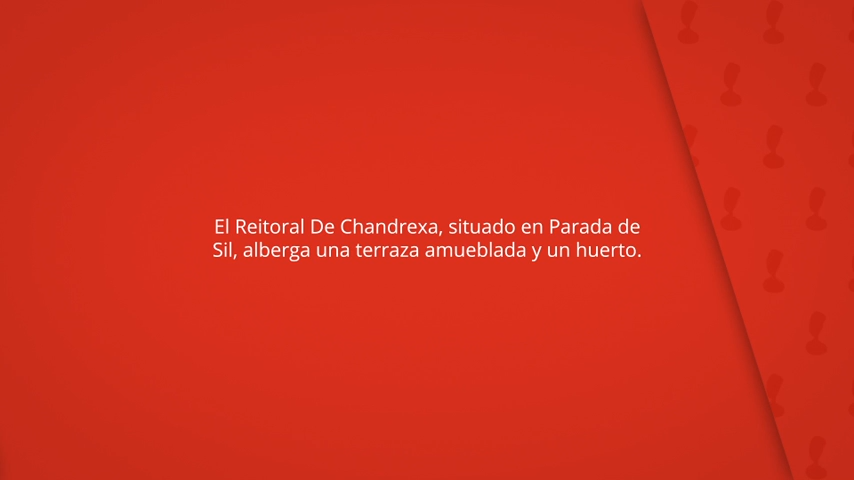 El Reitoral De Chandrexa, situado en Parada de
Sil, alberga una terraza amueblada y un huerto.